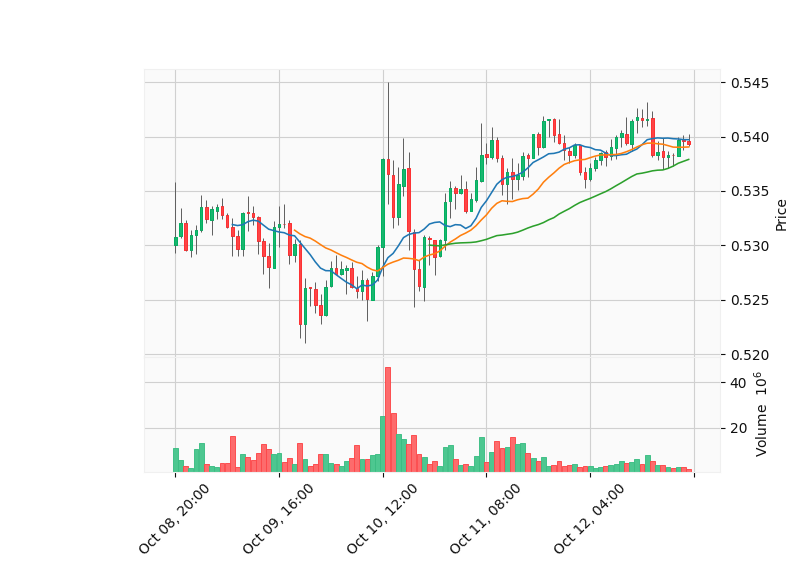 0.545
0.540
0.535
0.530
0.525
0.520
Price
40
20
Volume 10^6
Oct 08, 20:00
Oct 09, 16:00
Oct 10, 12:00
Oct 11, 08:00
Oct 12, 04:00